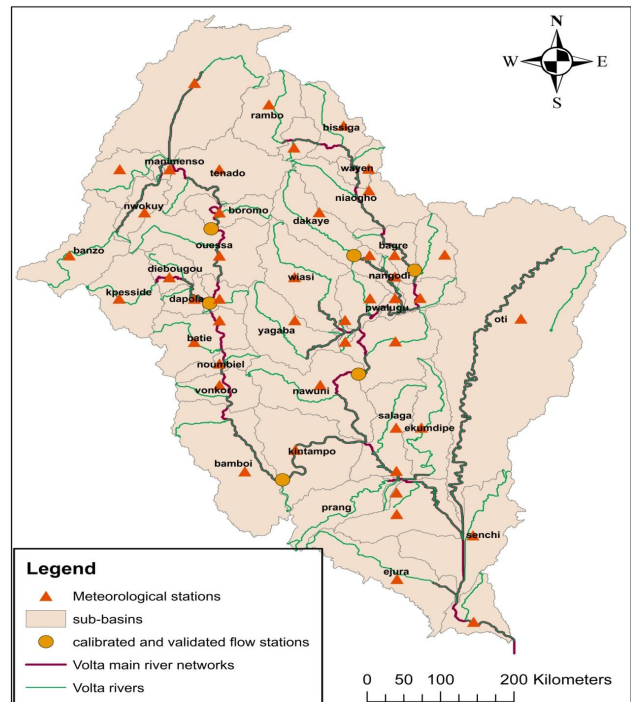 N
W E
S
rambo
bissiga
manimenso
tenado
wayen
niaogho
nwokuy
boromo
dakaye
ouessa
banzo
bagre
diebougou
wiasi
nangodi
kpesside
dapola
pwalugu
oti
yagaba
batie
noumbiel
vonkoro
nawuni
salaga
ekumdipe
kintampo
bamboi
prang
senchi
ejura
Legend
Meteorological stations
sub-basins
calibrated and validated flow stations
Volta main river networks
Volta rivers
0 50 100 200 Kilometers